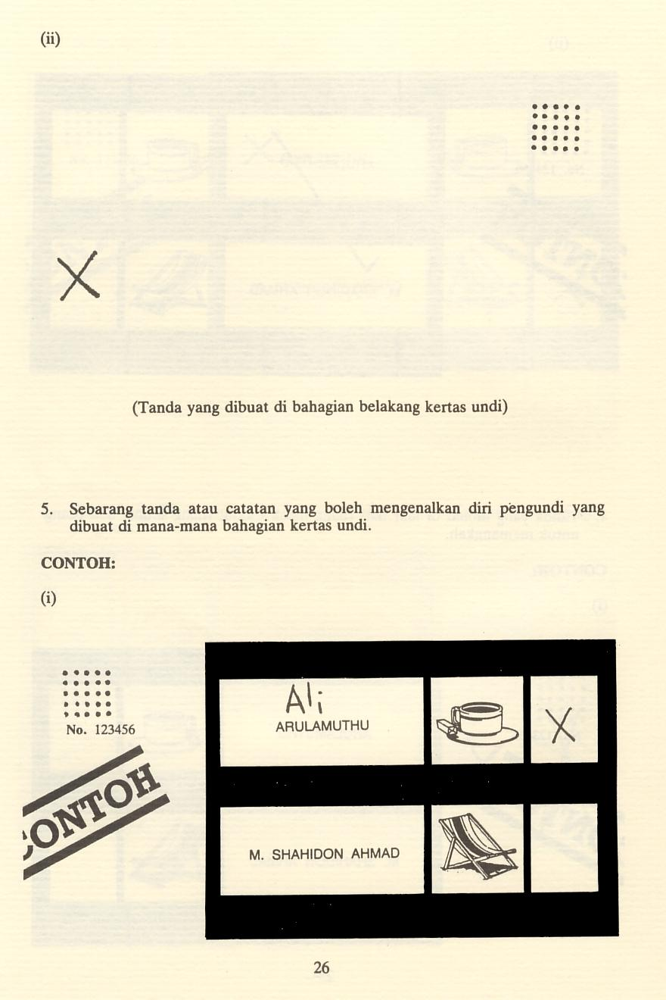 (ii)
X
(Tanda yang dibuat di bahagian belakang kertas undi)
5. Sebarang tanda atau catatan yang boleh mengenalkan diri pengundi yang
dibuat di mana-mana bahagian kertas undi.
CONTOH:
(i)
No. 123456
CONTOH
Ali
ARULAMUTHU
X
M. SHAHIDON AHMAD
26